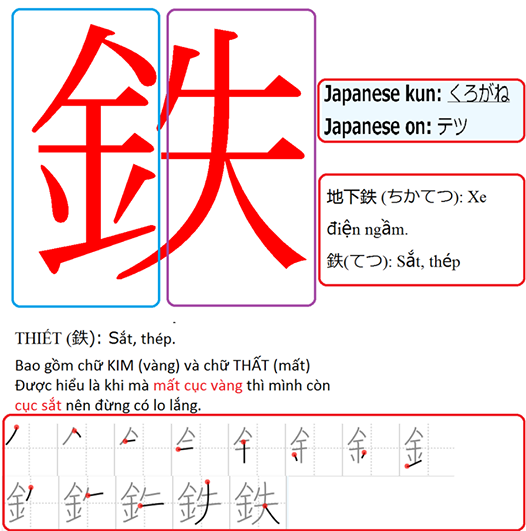 鉄
Japanese kun: くろがね
Japanese on: テツ
地下鉄 (ちかてつ): Xe
điện ngầm.
鉄(てつ): Sắt, thép
THIÉT (鉄): Sắt, thép.
Bao gồm chữ KIM (vàng) và chữ THẤT (mất)
Được hiểu là khi mà mất cục vàng thì mình còn
cục sắt nên đừng có lo lắng.